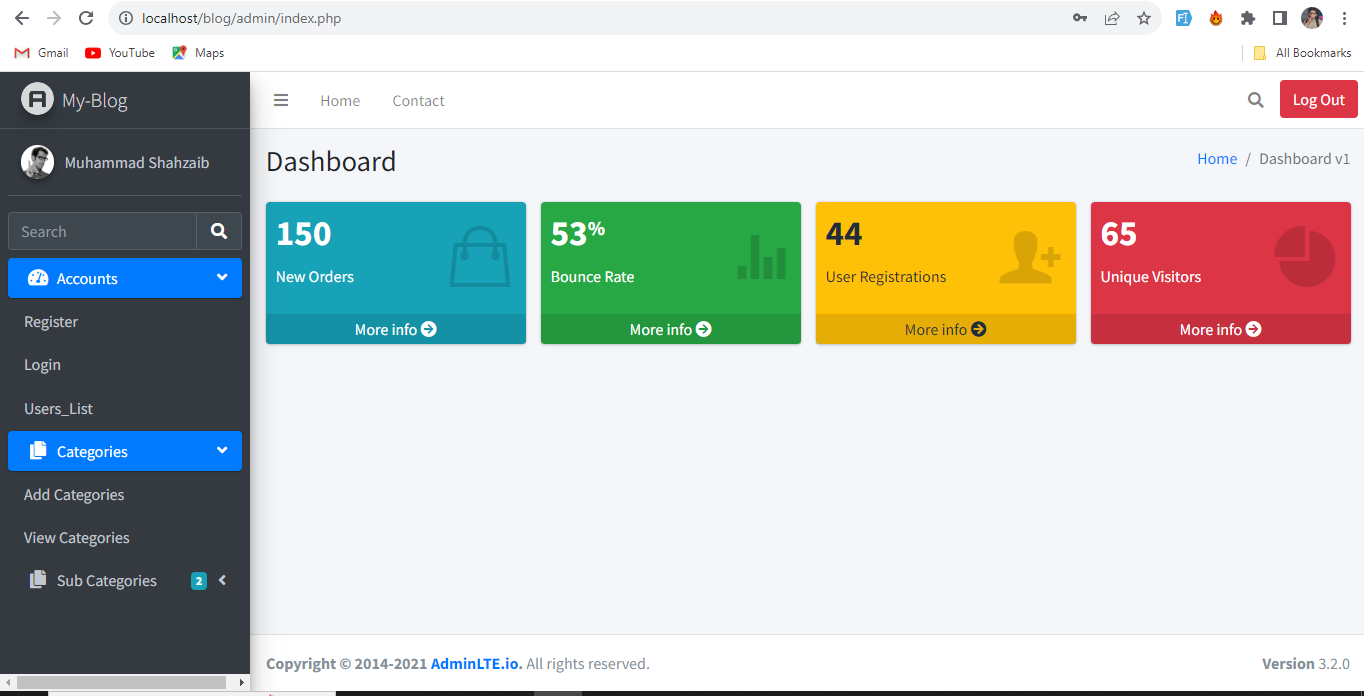 localhost/blog/admin/index.php
Gmail YouTube Maps All Bookmarks
My-Blog
Home Contact Log Out
Muhammad Shahzaib
Dashboard
Home / Dashboard v1
Search
Accounts
Register
Login
Users_List
Categories
Add Categories
View Categories
Sub Categories 2
150
New Orders
More info
53%
Bounce Rate
More info
44
User Registrations
More info
65
Unique Visitors
More info
Copyright © 2014-2021 AdminLTE.io. All rights reserved.
Version 3.2.0